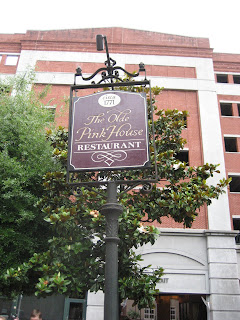 1771
The Olde
Pink House
RESTAURANT